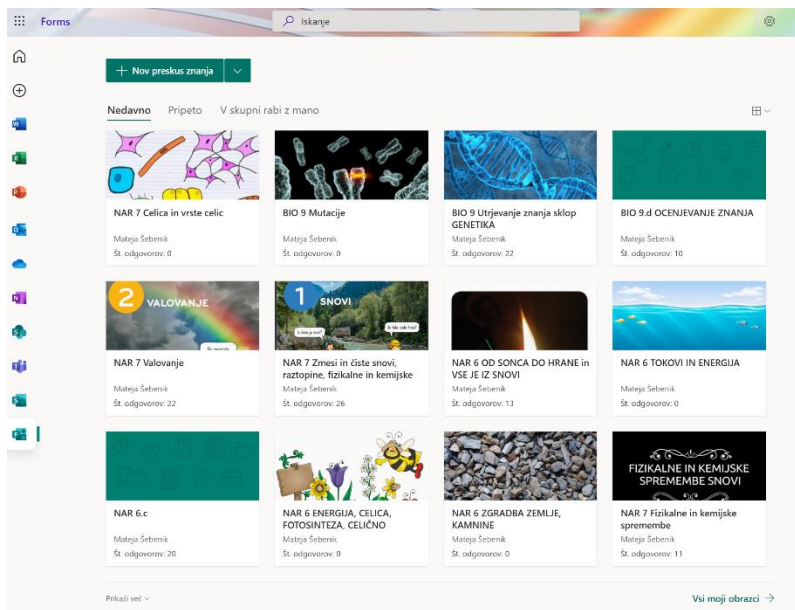 Forms
Iskanje
Nov preskus znanja
Nedavno Pripeto V skupni rabi z mano
NAR 7 Celica in vrste celic
Mateja Šebenik
Št. odgovorov: 0
BIO 9 Mutacije
Mateja Šebenik
Št. odgovorov: 0
BIO 9 Utrjevanje znanja sklop
GENETIKA
Mateja Šebenik
Št. odgovorov: 22
BIO 9.d OCENJEVANJE ZNANJA
Mateja Šebenik
Št. odgovorov: 10
2 VALOVANJE
NAR 7 Valovanje
Mateja Šebenik
Št. odgovorov: 22
1 SNOVI
NAR 7 Zmesi in čiste snovi,
raztopine, fizikalne in kemijske
Mateja Šebenik
Št. odgovorov: 26
NAR 6 OD SONCA DO HRANE in
VSE JE IZ SNOVI
Mateja Šebenik
Št. odgovorov: 13
NAR 6 TOKOVI IN ENERGIJA
Mateja Šebenik
Št. odgovorov: 0
NAR 6.c
Mateja Šebenik
Št. odgovorov: 20
NAR 6 ENERGIJA, CELICA,
FOTOSINTEZA, CELIČNO
Mateja Šebenik
Št. odgovorov: 0
NAR 6 ZGRADBA ZEMLJE,
KAMNINE
Mateja Šebenik
Št. odgovorov: 0
FIZIKALNE IN KEMIJSKE
SPREMEMBE SNOVI
NAR 7 Fizikalne in kemijske
spremembe
Mateja Šebenik
Št. odgovorov: 11
Prikaži več
Vsi moji obrazci